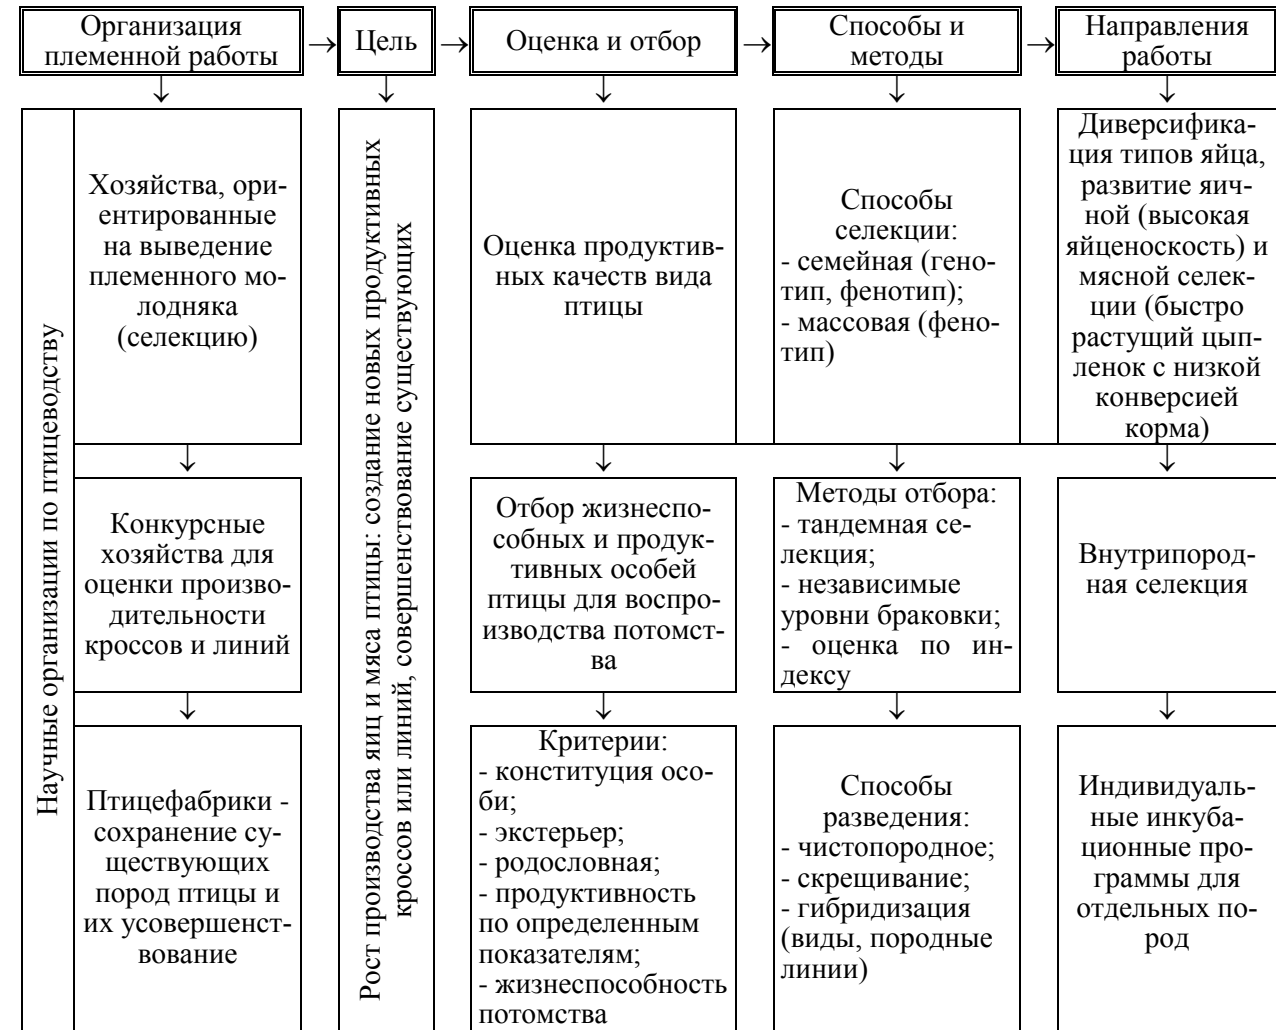 Организация
племенной работы
Цель
Оценка и отбор
Способы и
методы
Направления
работы
Научные организации по птицеводству
Хозяйства, ори-
ентированные
на выведение
племенного мо-
лодняка
(селекцию)
Конкурсные
хозяйства для
оценки произво-
дительности
кроссов и линий
Птицефабрики -
сохранение су-
ществующих
пород птицы и
их усовершенст-
вование
Рост производства яиц и мяса птицы: создание новых продуктивных
кроссов или линий, совершенствование существующих
Оценка продуктив-
ных качеств вида
птицы
Отбор жизнеспо-
собных и продук-
тивных особей
птицы для воспро-
изводства потомст-
ва
Критерии:
- конституция осо-
би;
- экстерьер;
- родословная;
- продуктивность
по определенным
показателям;
- жизнеспособность
потомства
Способы
селекции:
- семейная (гено-
тип, фенотип);
- массовая (фено-
тип)
Методы отбора:
- тандемная се-
лекция;
- независимые
уровни браковки;
- оценка по ин-
дексу
Способы
разведения:
- чистопородное;
- скрещивание;
- гибридизация
(виды, породные
линии)
Диверсифика-
ция типов яйца,
развитие яич-
ной (высокая
яйценоскость) и
мясной селек-
ции (быстро
растущий цып-
ленок с низкой
конверсией
корма)
Внутрипород-
ная селекция
Индивидуаль-
ные инкуба-
ционные про-
граммы для
отдельных по-
род